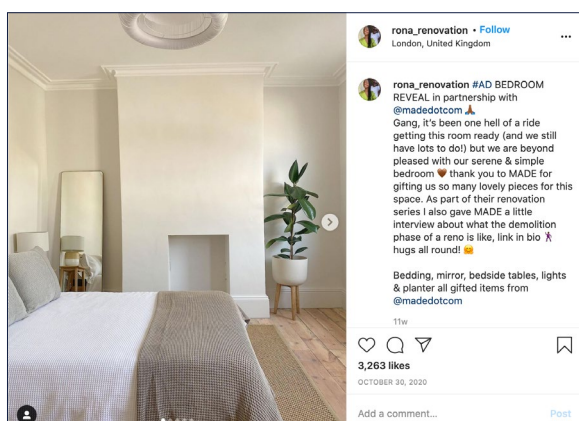 rona_renovation • Follow
London, United Kingdom
rona_renovation #AD BEDROOM
REVEAL in partnership with
@madedotcom 🙏🏾
Gang, it's been one hell of a ride
getting this room ready (and we still
have lots to do!) but we are beyond
pleased with our serene & simple
bedroom 🤎 thank you to MADE for
gifting us so many lovely pieces for this
space. As part of their renovation
series I also gave MADE a little
interview about what the demolition
phase of a reno is like, link in bio 🕺
hugs all round! 🤗
Bedding, mirror, bedside tables, lights
& planter all gifted items from
@madedotcom
11w
3,263 likes
OCTOBER 30, 2020
Add a comment...
Post